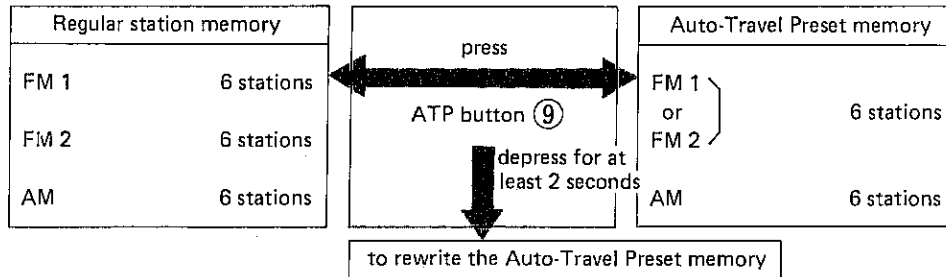 Regular station memory
FM 1 6 stations
FM 2 6 stations
AM 6 stations
press
ATP button ⑨
depress for at
least 2 seconds
Auto-Travel Preset memory
FM 1
or 6 stations
FM 2
AM 6 stations
to rewrite the Auto-Travel Preset memory